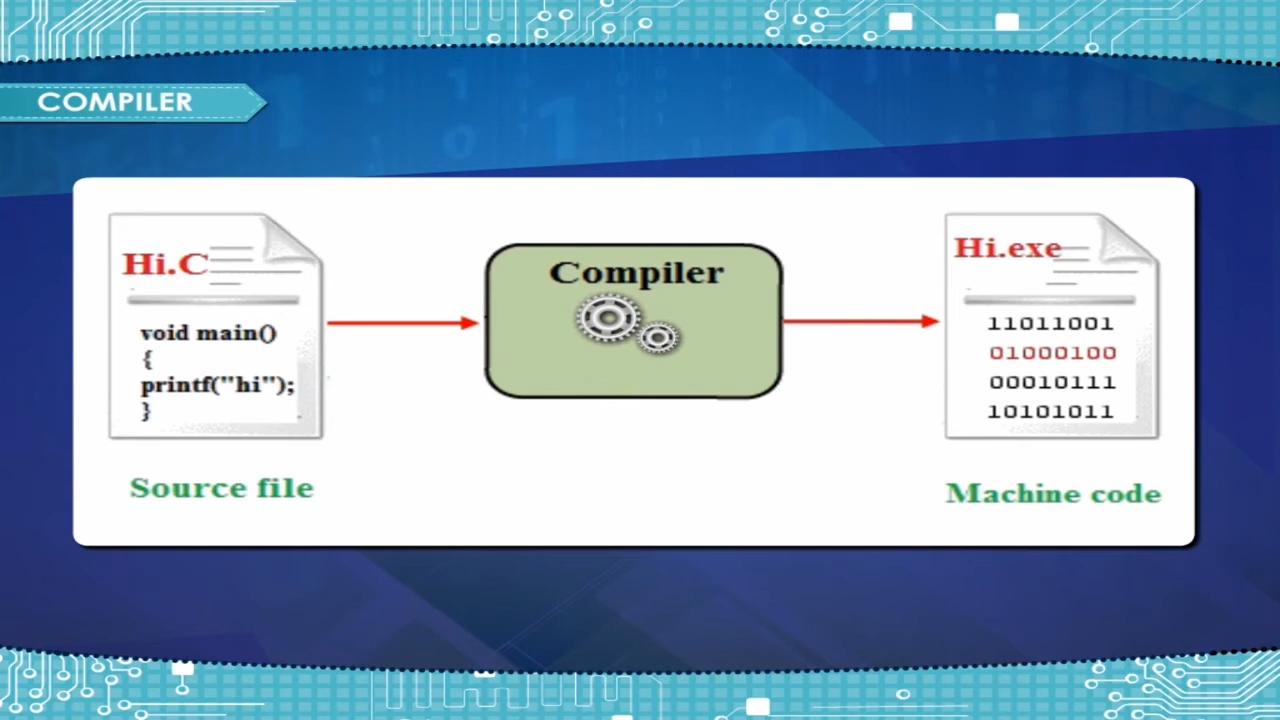 COMPILER
Hi.C
void main()
{
printf("hi");
}
Source file
Compiler
Hi.exe
11011001
01000100
00010111
10101011
Machine code